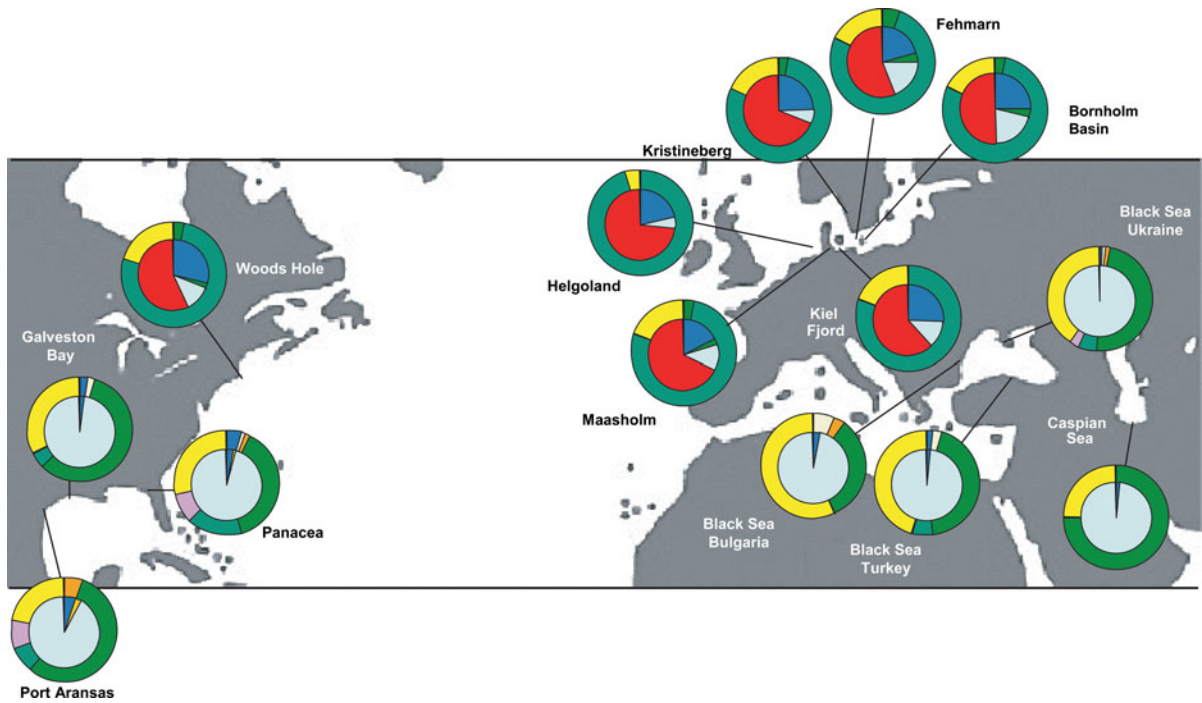 Fehmarn
Bornholm
Basin
Kristineberg
Black Sea
Ukraine
Woods Hole
Helgoland
Kiel
Fjord
Galveston
Bay
Maasholm
Caspian
Sea
Black Sea
Bulgaria
Black Sea
Turkey
Panacea
Port Aransas